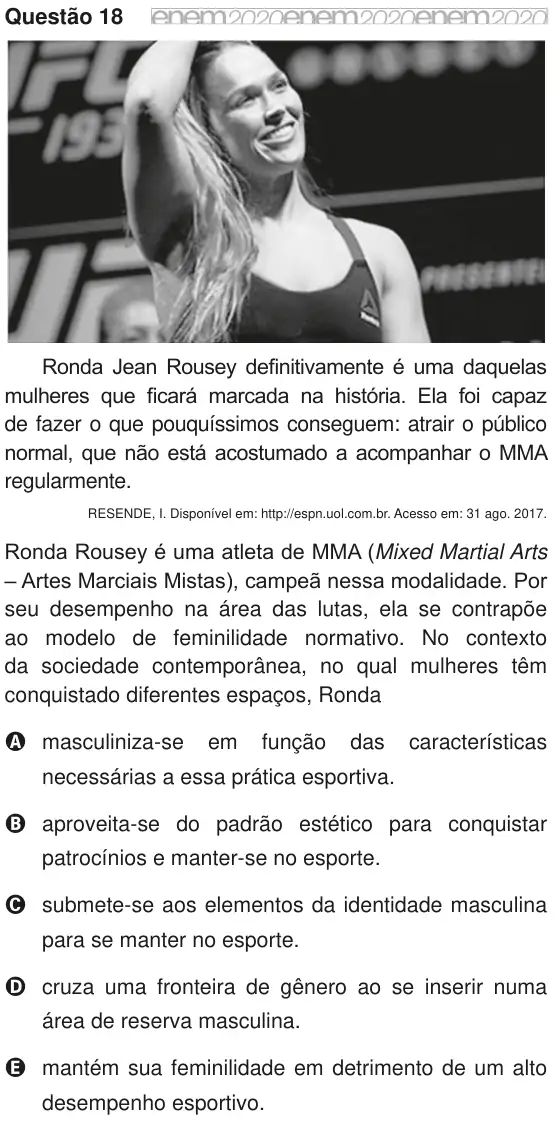 Questão 18
enem2020enem2020enem2020
UFC
193
PRESENTED
Ronda Jean Rousey definitivamente é uma daquelas
mulheres que ficará marcada na história. Ela foi capaz
de fazer o que pouquíssimos conseguem: atrair o público
normal, que não está acostumado a acompanhar o MMA
regularmente.
RESENDE, I. Disponível em: http://espn.uol.com.br. Acesso em: 31 ago. 2017.
Ronda Rousey é uma atleta de MMA (Mixed Martial Arts
– Artes Marciais Mistas), campeã nessa modalidade. Por
seu desempenho na área das lutas, ela se contrapõe
ao modelo de feminilidade normativo. No contexto
da sociedade contemporânea, no qual mulheres têm
conquistado diferentes espaços, Ronda
A masculiniza-se em função das características
necessárias a essa prática esportiva.
B aproveita-se do padrão estético para conquistar
patrocínios e manter-se no esporte.
C submete-se aos elementos da identidade masculina
para se manter no esporte.
D cruza uma fronteira de gênero ao se inserir numa
área de reserva masculina.
E mantém sua feminilidade em detrimento de um alto
desempenho esportivo.